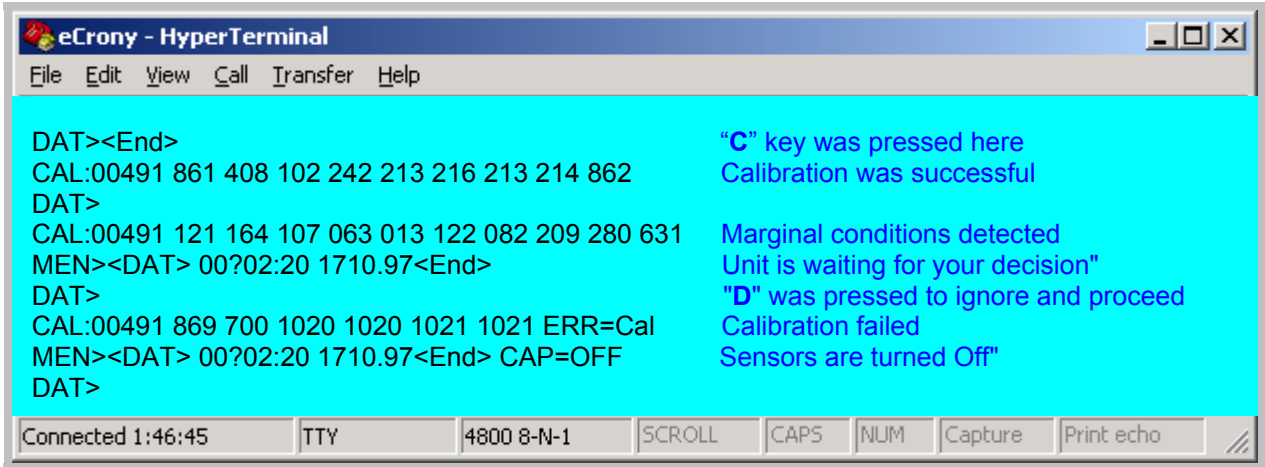 eCrony - HyperTerminal
File Edit View Call Transfer Help
DAT><End> “C” key was pressed here
CAL:00491 861 408 102 242 213 216 213 214 862 Calibration was successful
DAT>
CAL:00491 121 164 107 063 013 122 082 209 280 631 Marginal conditions detected
MEN><DAT> 00?02:20 1710.97<End> Unit is waiting for your decision"
DAT> "D" was pressed to ignore and proceed
CAL:00491 869 700 1020 1020 1021 1021 ERR=Cal Calibration failed
MEN><DAT> 00?02:20 1710.97<End> CAP=OFF Sensors are turned Off"
DAT>
Connected 1:46:45 TTY 4800 8-N-1 SCROLL CAPS NUM Capture Print echo